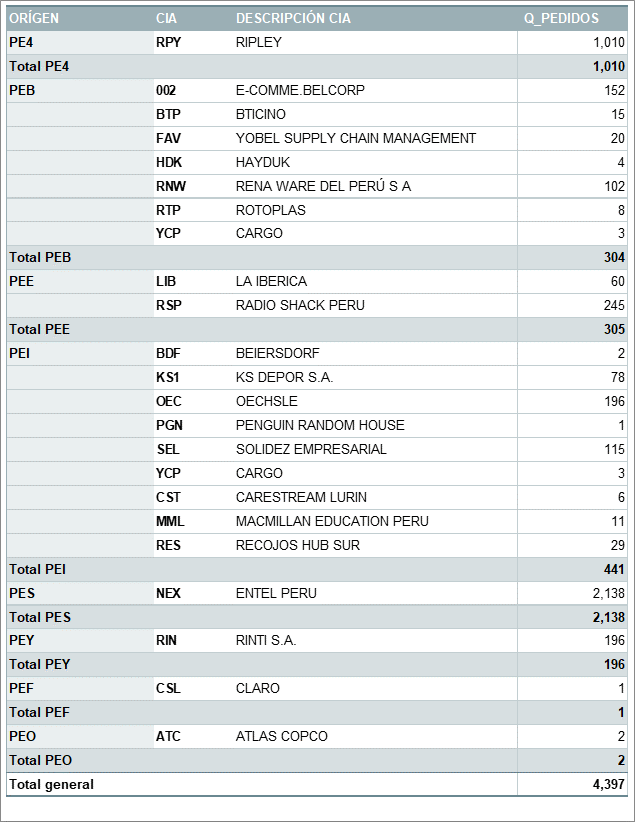 ORÍGEN CIA DESCRIPCIÓN CIA Q_PEDIDOS
PE4 RPY RIPLEY 1,010
Total PE4 1,010
PEB 002 E-COMME.BELCORP 152
BTP BTICINO 15
FAV YOBEL SUPPLY CHAIN MANAGEMENT 20
HDK HAYDUK 4
RNW RENA WARE DEL PERÚ S A 102
RTP ROTOPLAS 8
YCP CARGO 3
Total PEB 304
PEE LIB LA IBERICA 60
RSP RADIO SHACK PERU 245
Total PEE 305
PEI BDF BEIERSDORF 2
KS1 KS DEPOR S.A. 78
OEC OECHSLE 196
PGN PENGUIN RANDOM HOUSE 1
SEL SOLIDEZ EMPRESARIAL 115
YCP CARGO 3
CST CARESTREAM LURIN 6
MML MACMILLAN EDUCATION PERU 11
RES RECOJOS HUB SUR 29
Total PEI 441
PES NEX ENTEL PERU 2,138
Total PES 2,138
PEY RIN RINTI S.A. 196
Total PEY 196
PEF CSL CLARO 1
Total PEF 1
PEO ATC ATLAS COPCO 2
Total PEO 2
Total general 4,397